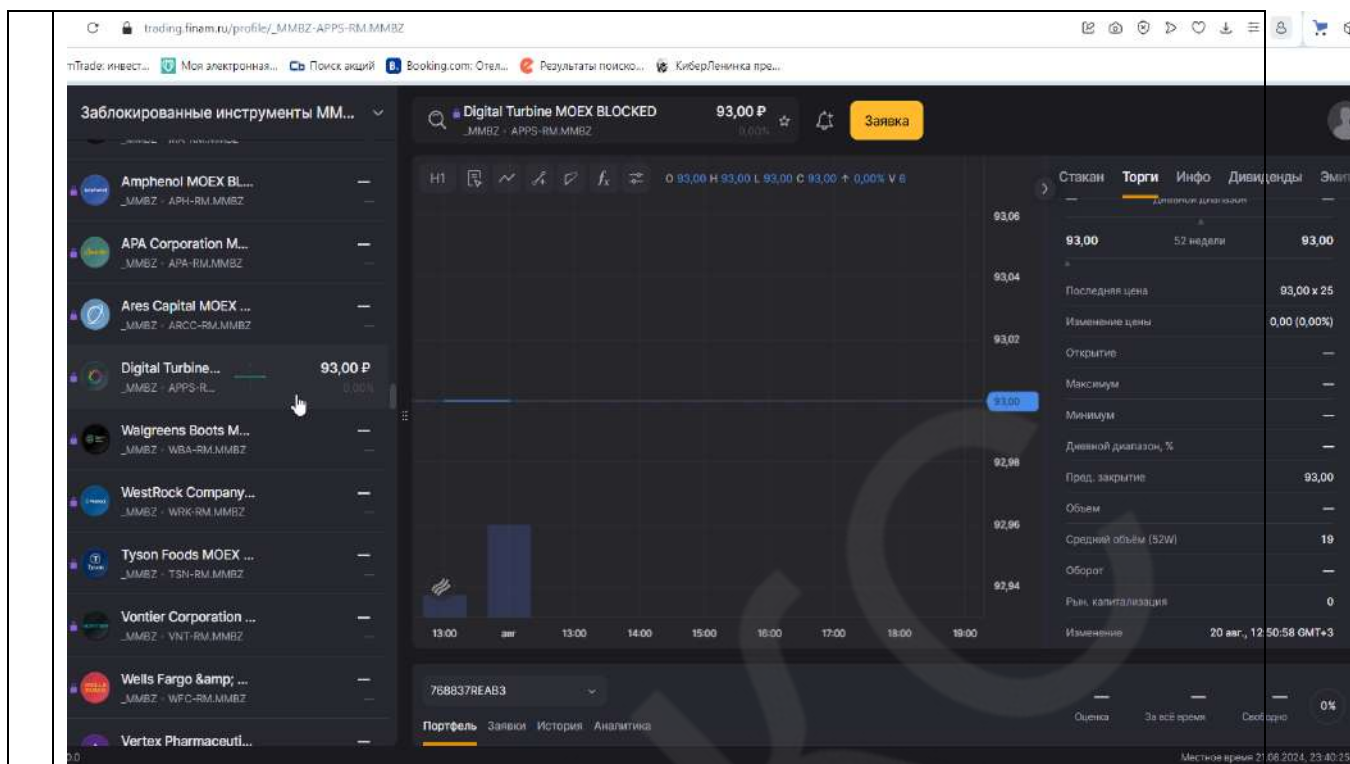 trading.finam.ru/profile/_MMBZ-APPS-RM.MMBZ
mTrade: инвест... Моя электронная... Сь Поиск акций B. Booking.com: Отел... Результаты поиско... КиберЛенинка пре...
Заблокированные инструменты ММ...
Digital Turbine MOEX BLOCKED
_MMBZ · APPS-RM.MMBZ
93,00 ₽
0,00%
Заявка
Amphenol MOEX BL... —
_MMBZ · APH-RM.MMBZ —
APA Corporation M... —
_MMBZ · APA-RM.MMBZ —
Ares Capital MOEX ... —
_MMBZ · ARCC-RM.MMBZ —
Digital Turbine... 93,00 ₽
_MMBZ · APPS-R... 0,00%
Walgreens Boots M... —
_MMBZ · WBA-RM.MMBZ —
WestRock Company... —
_MMBZ · WRK-RM.MMBZ —
Tyson Foods MOEX ... —
_MMBZ · TSN-RM.MMBZ —
Vontier Corporation ... —
_MMBZ · VNT-RM.MMBZ —
Wells Fargo &amp; ... —
_MMBZ · WFC-RM.MMBZ —
Vertex Pharmaceuti... —
H1 fx O 93,00 H 93,00 L 93,00 C 93,00 ↑ 0,00% V 6
93,06
93,04
93,02
93,00
92,98
92,96
92,94
13:00 авг 13:00 14:00 15:00 16:00 17:00 18:00 19:00
Стакан Торги Инфо Дивиденды Эмит
— Дневной диапазон —
93,00 52 недели 93,00
Последняя цена 93,00 x 25
Изменение цены 0,00 (0,00%)
Открытие —
Максимум —
Минимум —
Дневной диапазон, % —
Пред. закрытие 93,00
Объем —
Средний объём (52W) 19
Оборот —
Рын. капитализация 0
Изменение 20 авг., 12:50:58 GMT+3
768837REAB3
Портфель Заявки История Аналитика
— Оценка
— За всё время
— Свободно
0%
Местное время 21.08.2024, 23:40:25